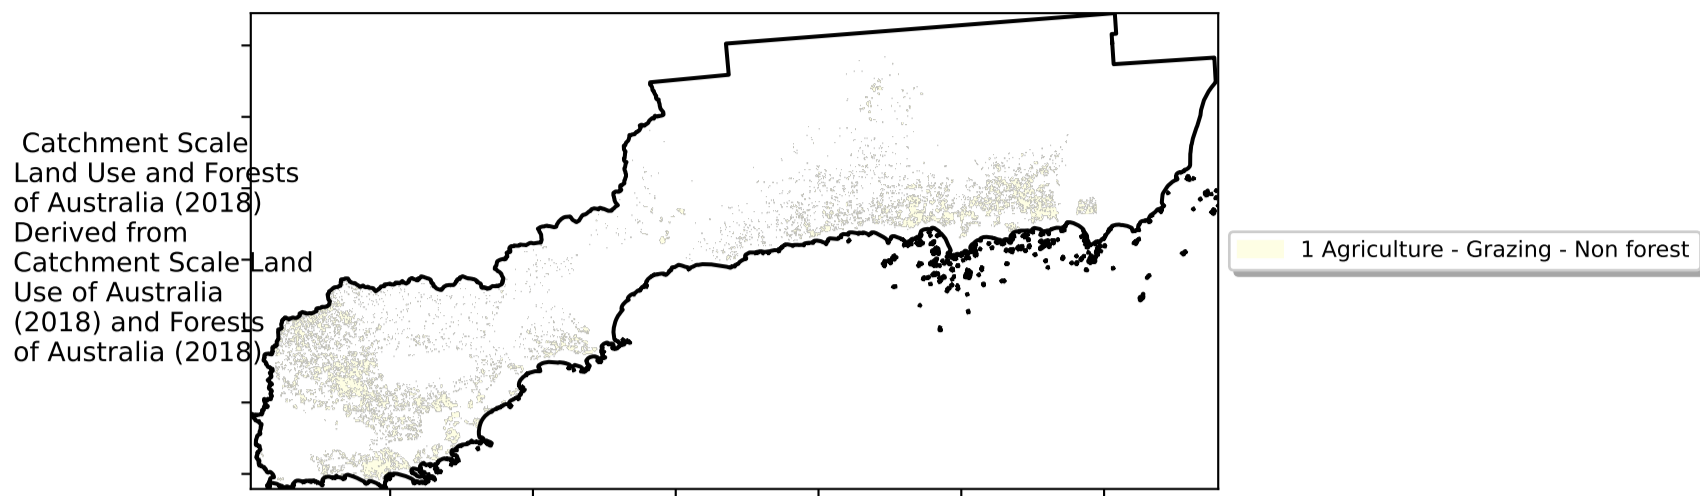 Catchment Scale
Land Use and Forests
of Australia (2018)
Derived from
Catchment Scale Land
Use of Australia
(2018) and Forests
of Australia (2018)
1 Agriculture - Grazing - Non forest